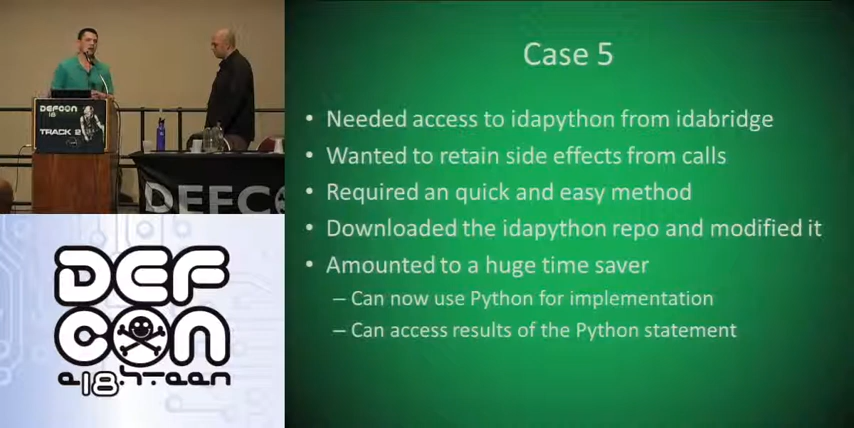 DEFCON
18
TRACK 2
DEFC
DEF
CON
e18hteen
Case 5
• Needed access to idapython from idabridge
• Wanted to retain side effects from calls
• Required an quick and easy method
• Downloaded the idapython repo and modified it
• Amounted to a huge time saver
– Can now use Python for implementation
– Can access results of the Python statement